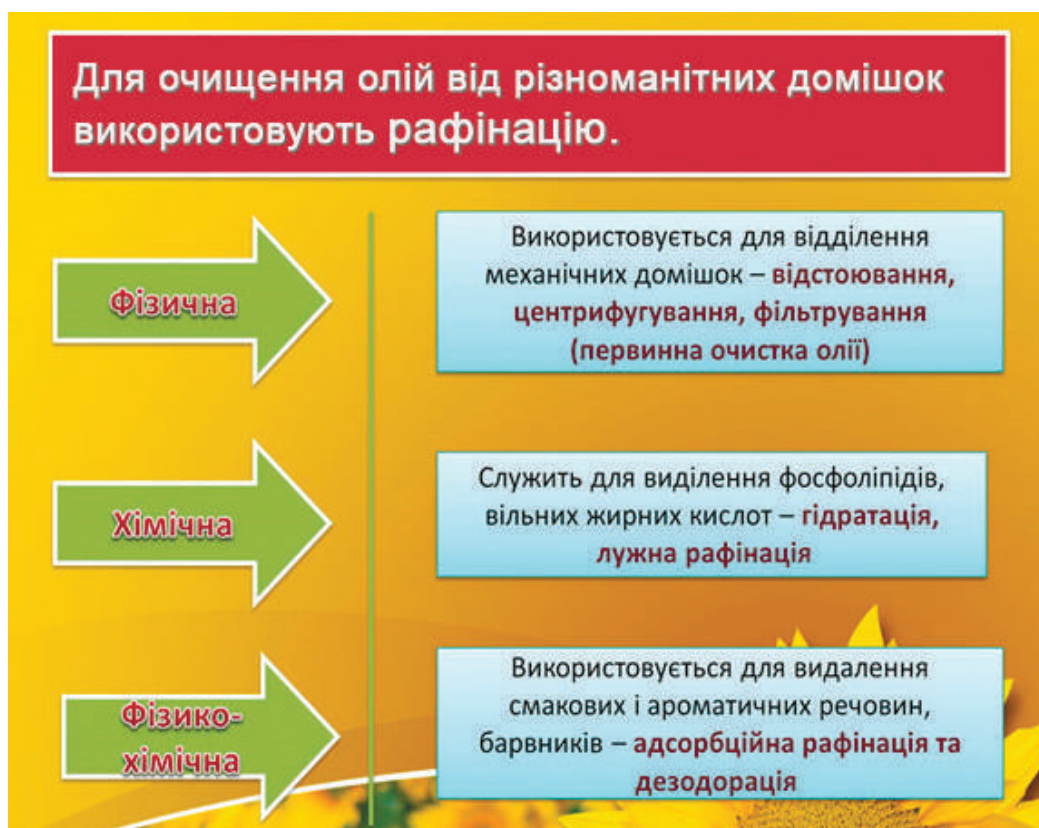 Для очищення олій від різноманітних домішок
використовують рафінацію.
Фізична
Використовується для відділення
механічних домішок – відстоювання,
центрифугування, фільтрування
(первинна очистка олії)
Хімічна
Служить для виділення фосфоліпідів,
вільних жирних кислот – гідратація,
лужна рафінація
Фізико-
хімічна
Використовується для видалення
смакових і ароматичних речовин,
барвників – адсорбційна рафінація та
дезодорація